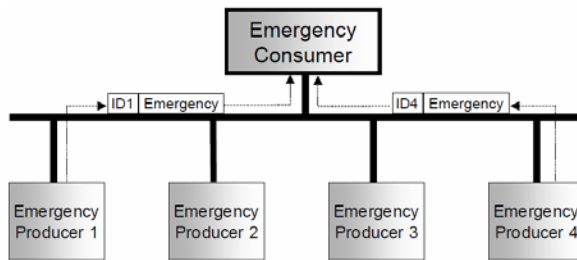 Emergency
Consumer
ID1 Emergency
ID4 Emergency
Emergency
Producer 1
Emergency
Producer 2
Emergency
Producer 3
Emergency
Producer 4